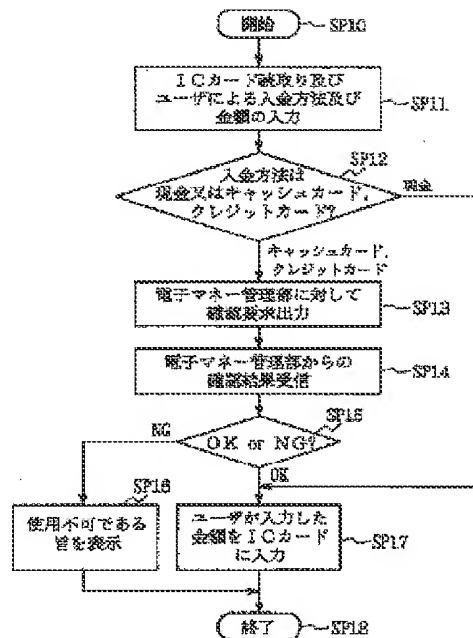 開始
SP10
ICカード読取り及び
ユーザによる入金方法及び
金額の入力
SP11
SP12
入金方法は
現金又はキャッシュカード,
クレジットカード?
現金
キャッシュカード,
クレジットカード
電子マネー管理部に対して
確認要求出力
SP13
電子マネー管理部からの
確認結果受信
SP14
SP15
OK or NG?
NG
OK
SP16
使用不可である
旨を表示
ユーザが入力した
金額をICカード
に入力
SP17
終了
SP18